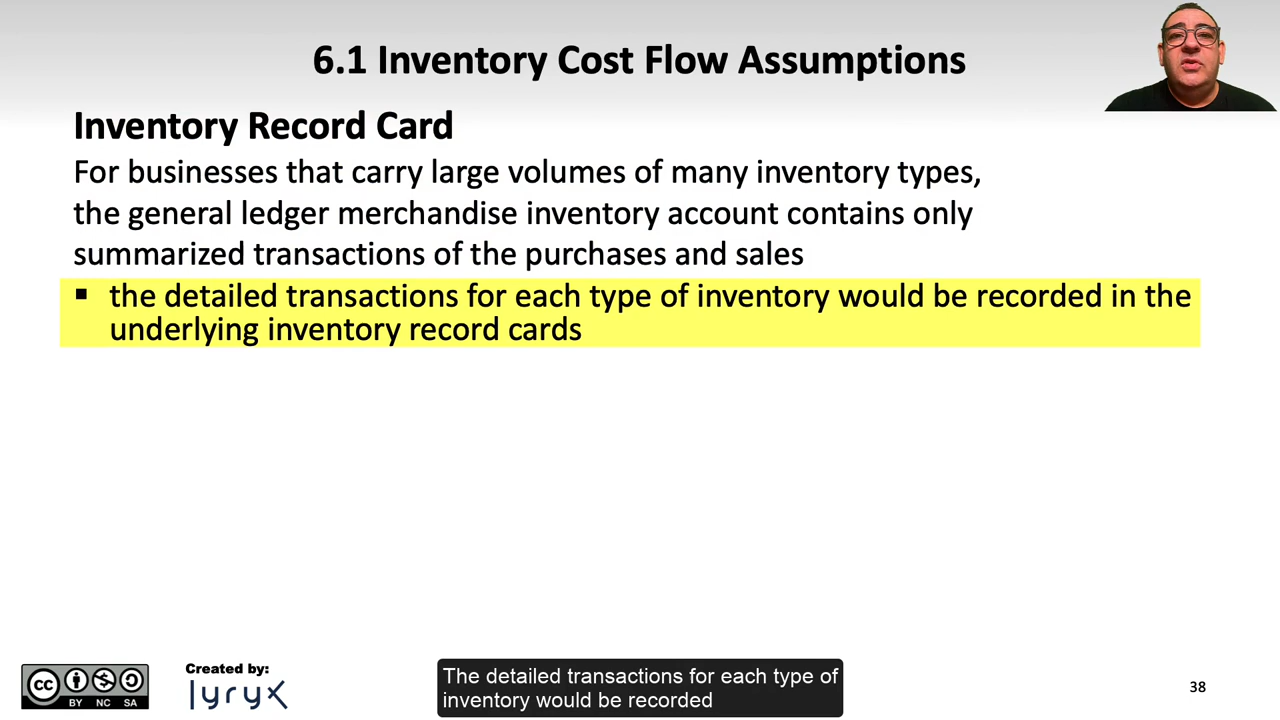 6.1 Inventory Cost Flow Assumptions
Inventory Record Card
For businesses that carry large volumes of many inventory types,
the general ledger merchandise inventory account contains only
summarized transactions of the purchases and sales
▪ the detailed transactions for each type of inventory would be recorded in the
underlying inventory record cards
cc
BY NC SA
Created by:
lyryx
The detailed transactions for each type of
inventory would be recorded
38